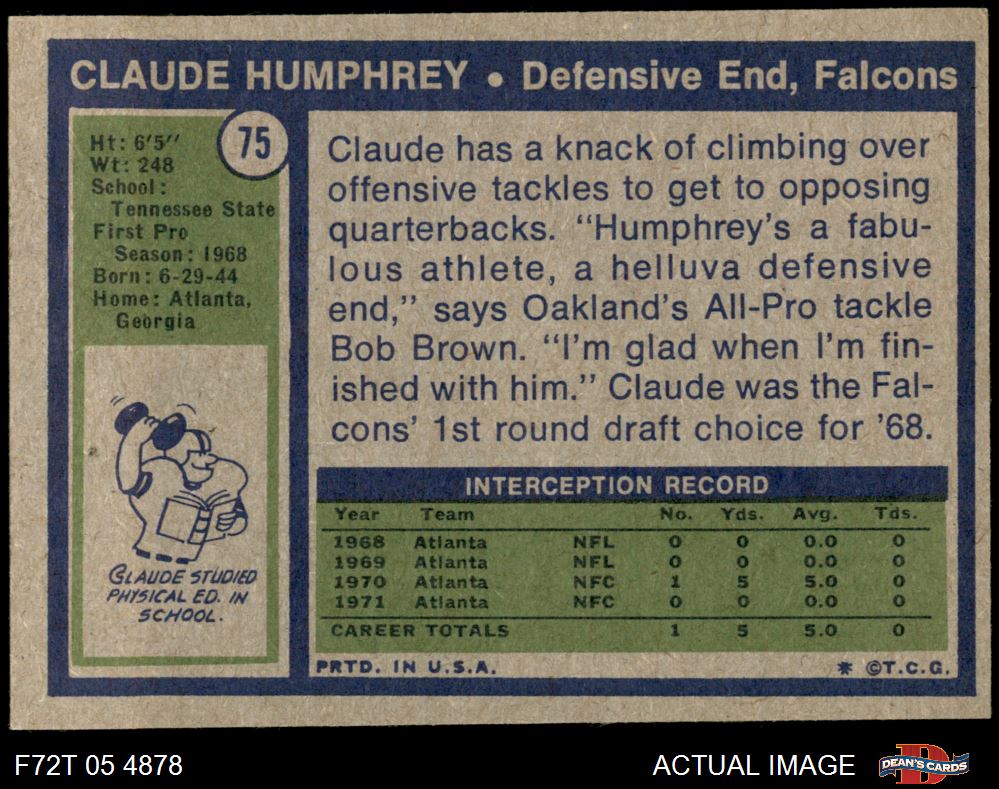 CLAUDE HUMPHREY • Defensive End, Falcons
75
Ht: 6'5''
Wt: 248
School:
Tennessee State
First Pro
Season: 1968
Born: 6-29-44
Home: Atlanta,
Georgia
CLAUDE STUDIED
PHYSICAL ED. IN
SCHOOL.
Claude has a knack of climbing over
offensive tackles to get to opposing
quarterbacks. “Humphrey’s a fabu-
lous athlete, a helluva defensive
end,” says Oakland’s All-Pro tackle
Bob Brown. “I’m glad when I’m fin-
ished with him.” Claude was the Fal-
cons’ 1st round draft choice for ’68.
INTERCEPTION RECORD
Year Team No. Yds. Avg. Tds.
1968 Atlanta NFL 0 0 0.0 0
1969 Atlanta NFL 0 0 0.0 0
1970 Atlanta NFC 1 5 5.0 0
1971 Atlanta NFC 0 0 0.0 0
CAREER TOTALS 1 5 5.0 0
PRTD. IN U.S.A. * ©T.C.G.
F72T 05 4878 ACTUAL IMAGE DEAN'S CARDS